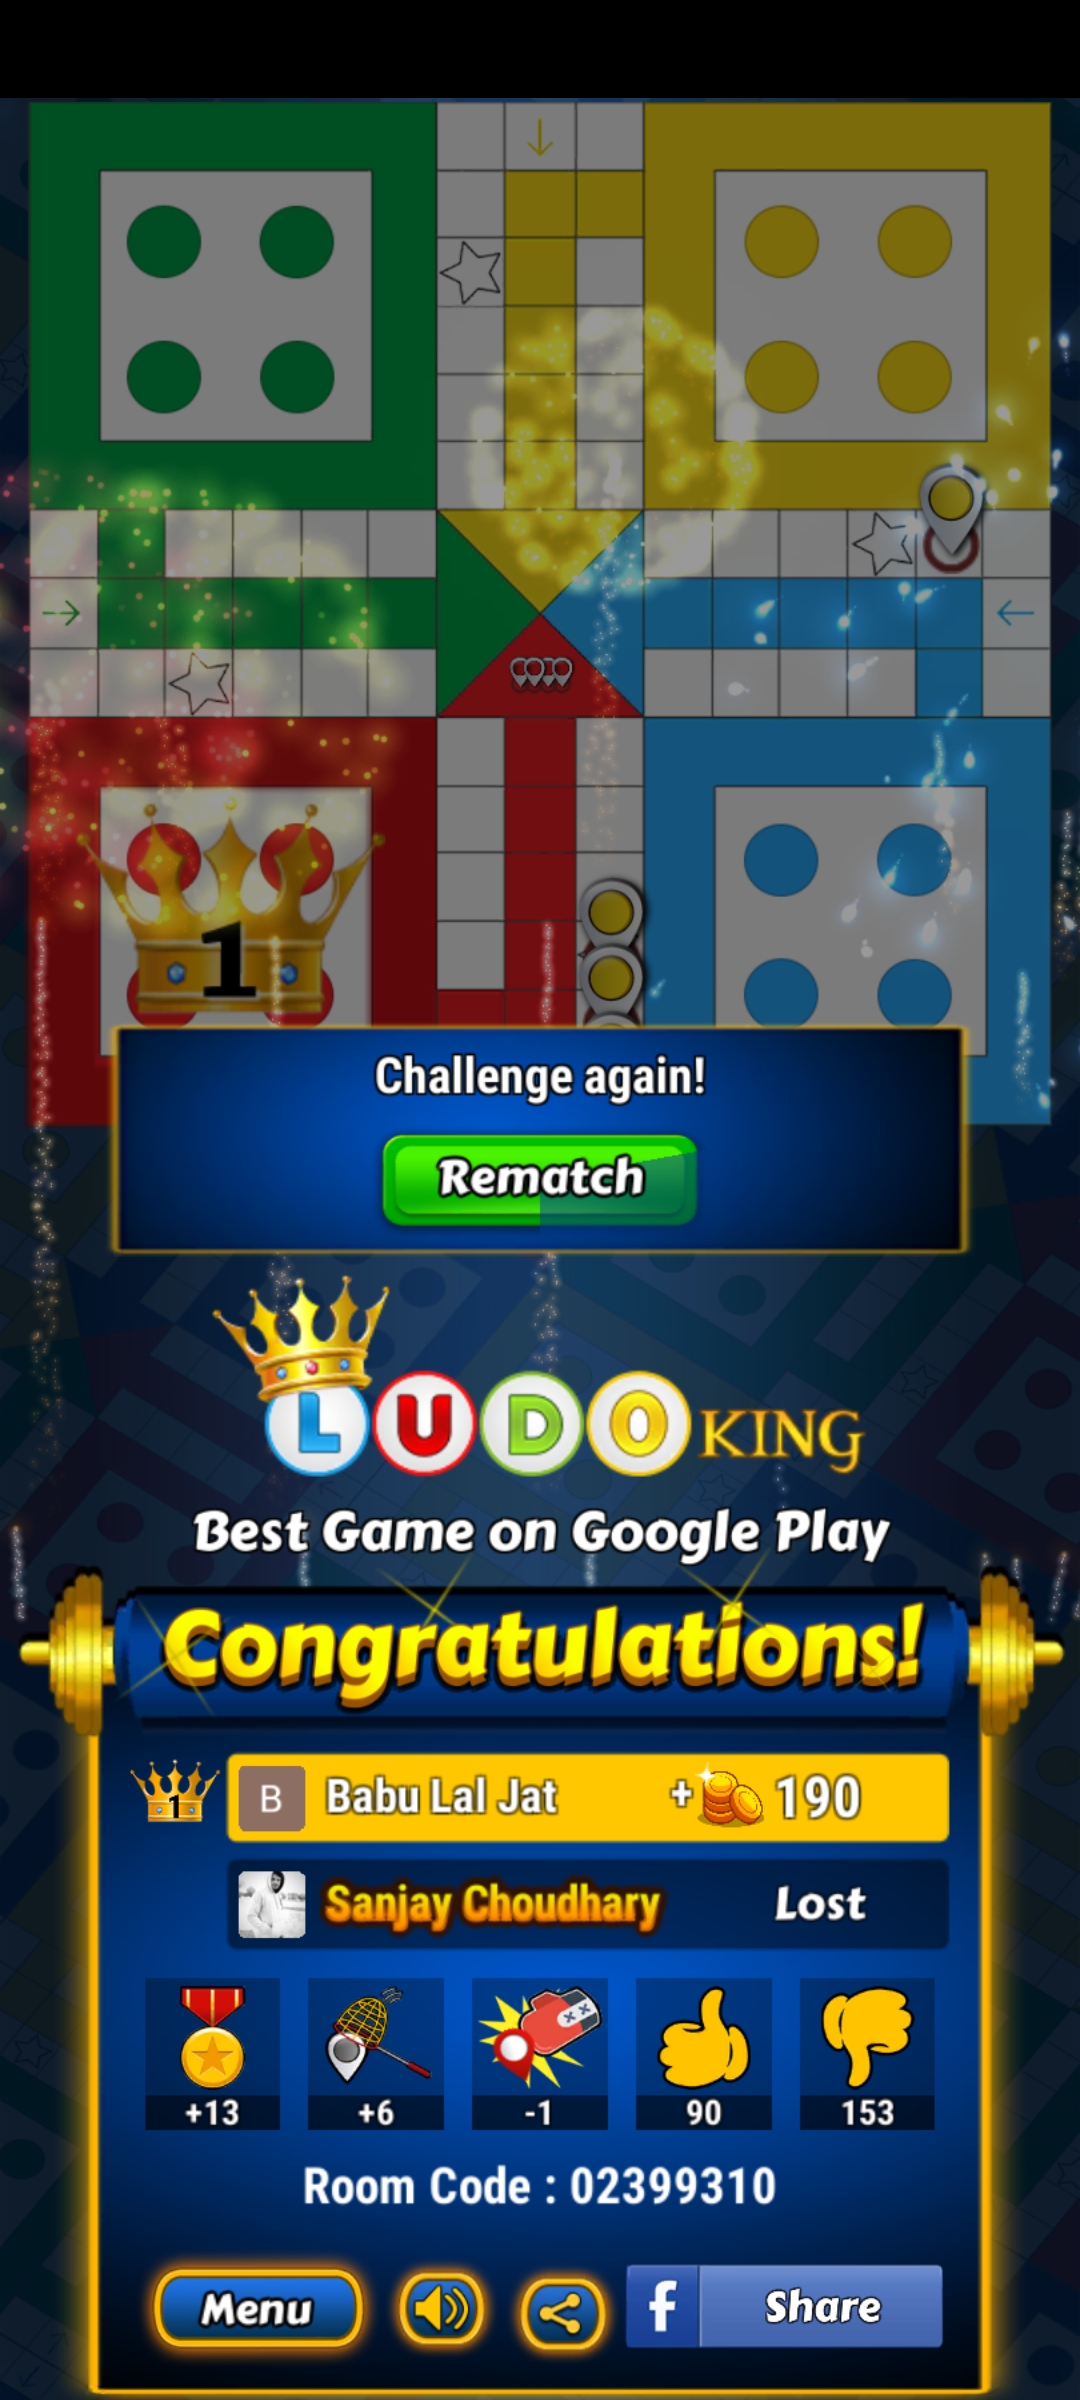 1
Challenge again!
Rematch
LUDO KING
Best Game on Google Play
Congratulations!
1 B Babu Lal Jat + 190
Sanjay Choudhary Lost
+13 +6 -1 90 153
Room Code : 02399310
Menu f Share